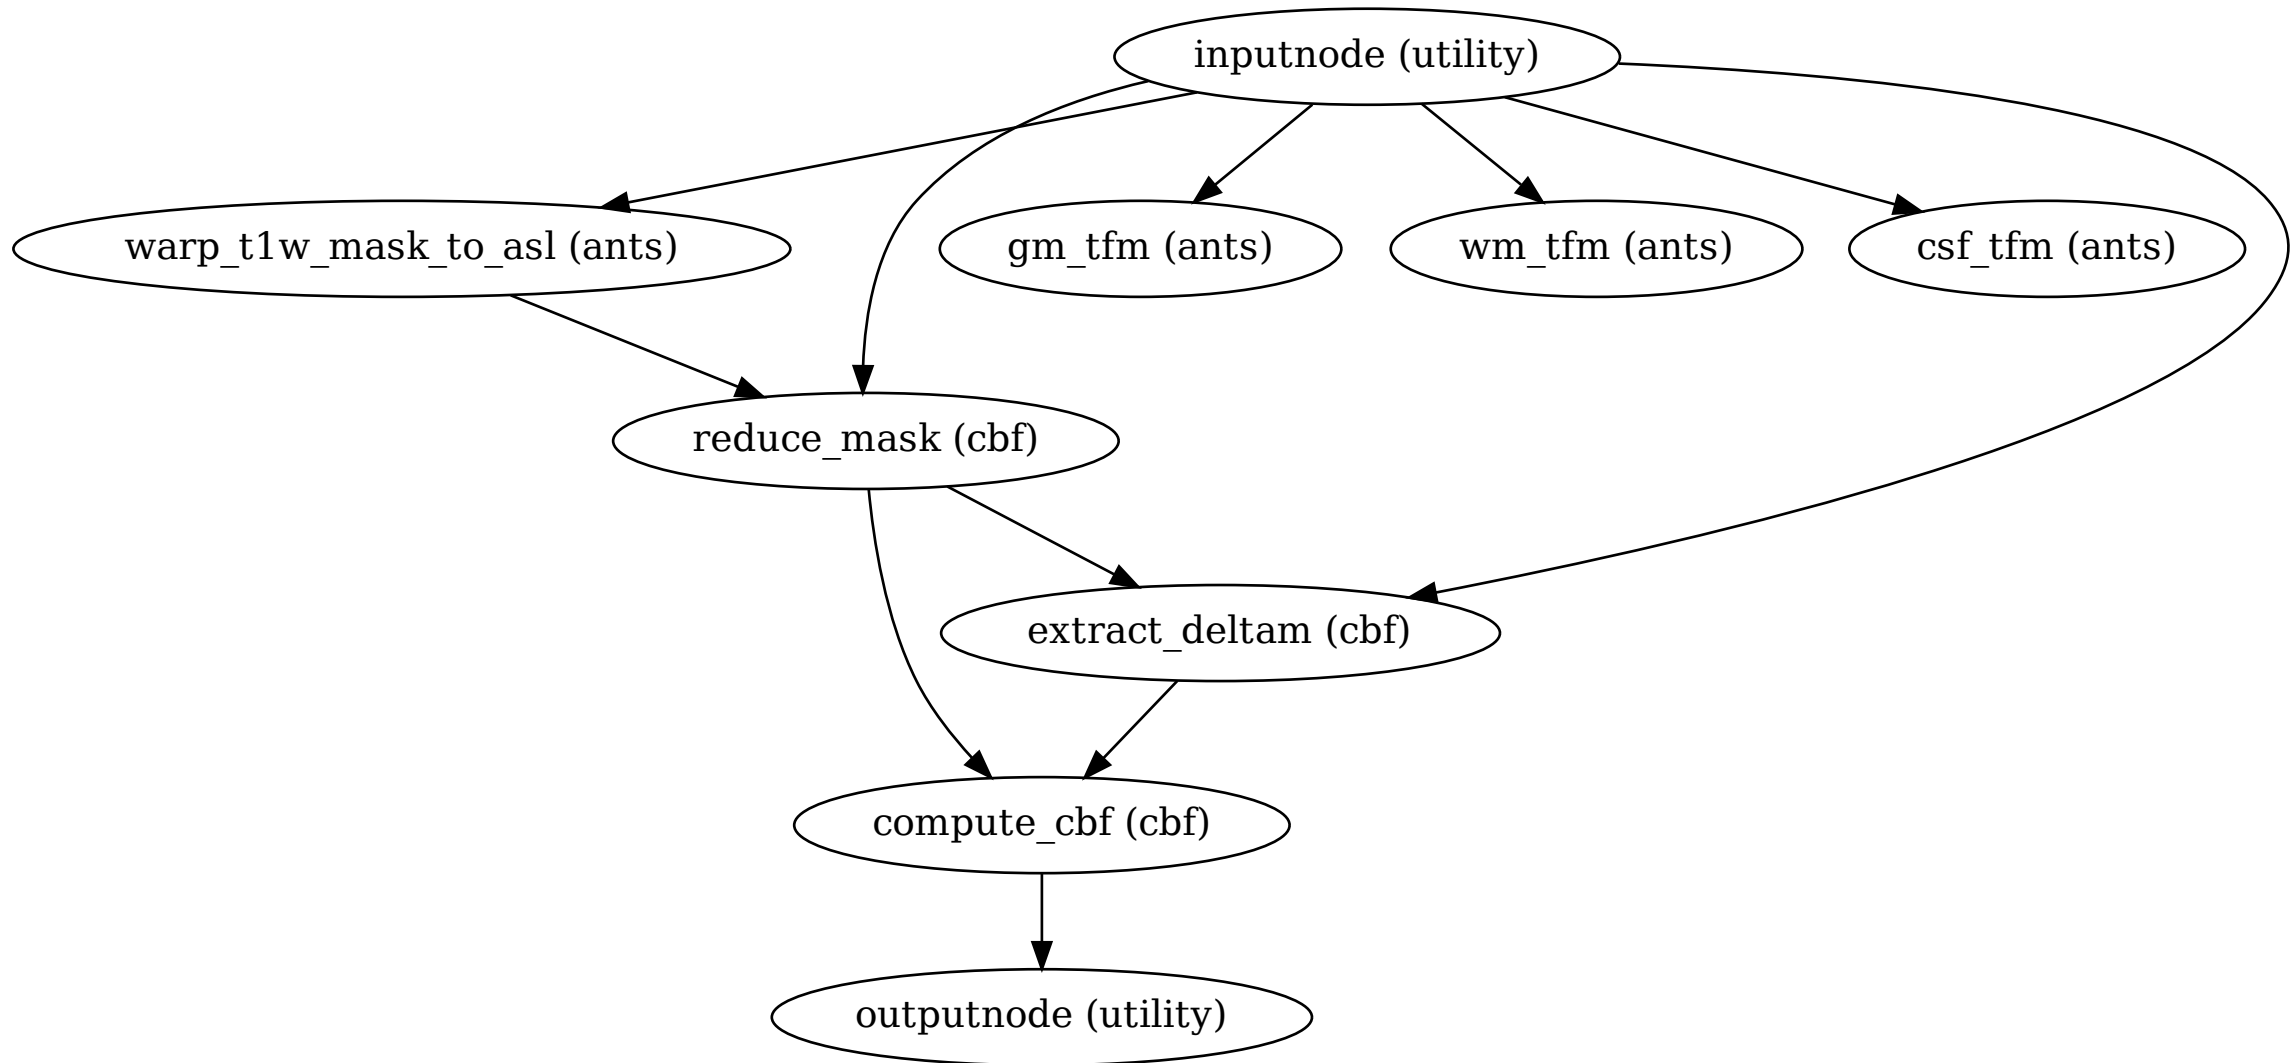 inputnode (utility)
warp_t1w_mask_to_asl (ants)
gm_tfm (ants)
wm_tfm (ants)
csf_tfm (ants)
reduce_mask (cbf)
extract_deltam (cbf)
compute_cbf (cbf)
outputnode (utility)